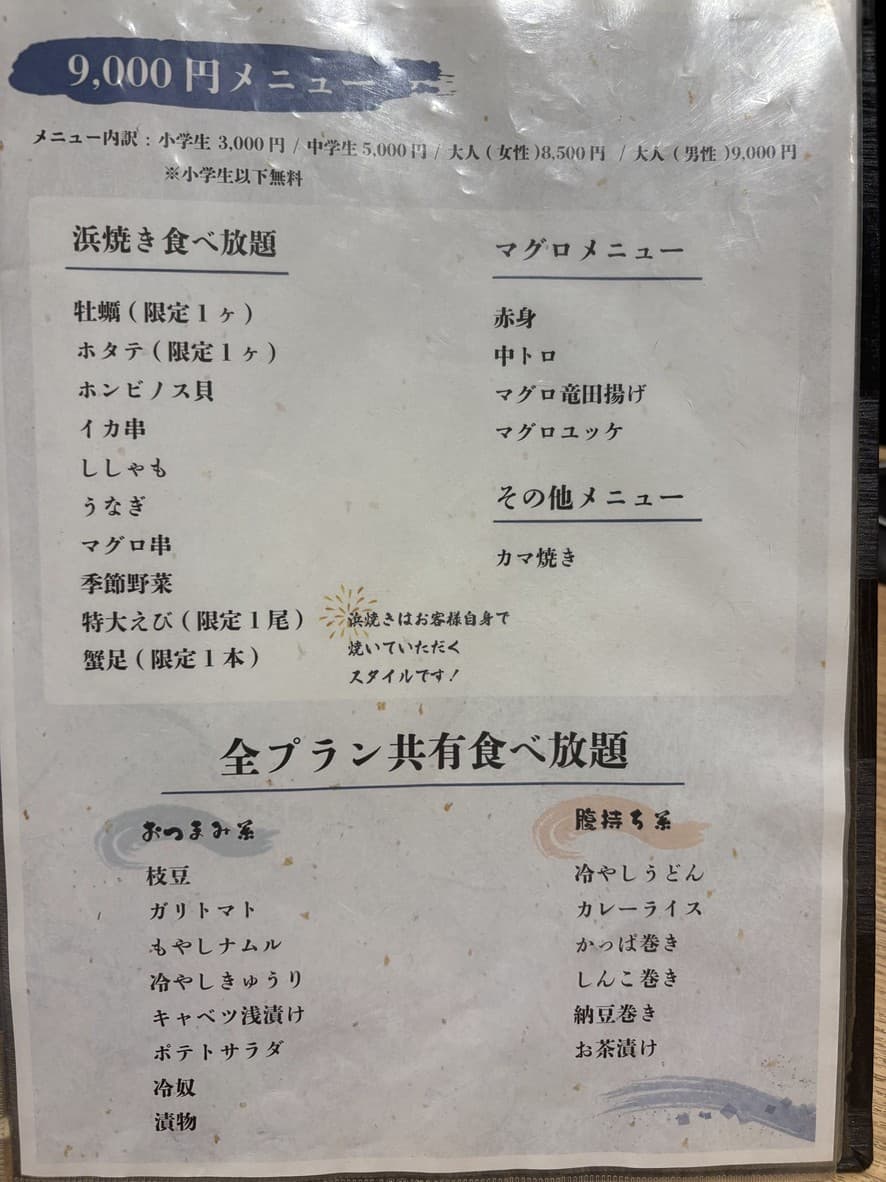 9,000円メニュー
メニュー内訳：小学生 3,000円 / 中学生5,000円 / 大人(女性)8,500円 / 大人(男性)9,000円
※小学生以下無料
浜焼き食べ放題
牡蠣(限定1ヶ)
ホタテ(限定1ヶ)
ホンビノス貝
イカ串
ししゃも
うなぎ
マグロ串
季節野菜
特大えび(限定1尾)
蟹足(限定1本)
マグロメニュー
赤身
中トロ
マグロ竜田揚げ
マグロユッケ
その他メニュー
カマ焼き
浜焼きはお客様自身で
焼いていただく
スタイルです！
全プラン共有食べ放題
おつまみ系
枝豆
ガリトマト
もやしナムル
冷やしきゅうり
キャベツ浅漬け
ポテトサラダ
冷奴
漬物
腹持ち系
冷やしうどん
カレーライス
かっぱ巻き
しんこ巻き
納豆巻き
お茶漬け